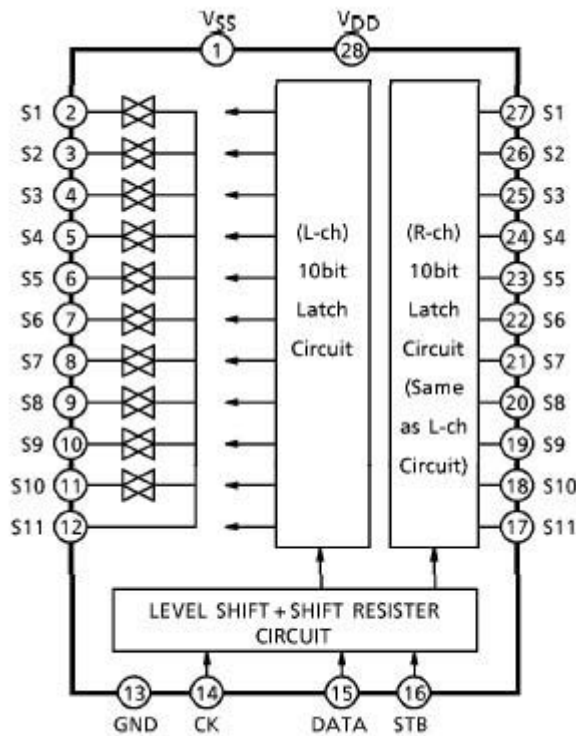 VSS VDD
1 28
S1 2 27 S1
S2 3 26 S2
S3 4 25 S3
S4 5 24 S4
S5 6 23 S5
S6 7 22 S6
S7 8 21 S7
S8 9 20 S8
S9 10 19 S9
S10 11 18 S10
S11 12 17 S11
(L-ch)
10bit
Latch
Circuit
(R-ch)
10bit
Latch
Circuit
(Same
as L-ch
Circuit)
LEVEL SHIFT + SHIFT RESISTER
CIRCUIT
13 14 15 16
GND CK DATA STB